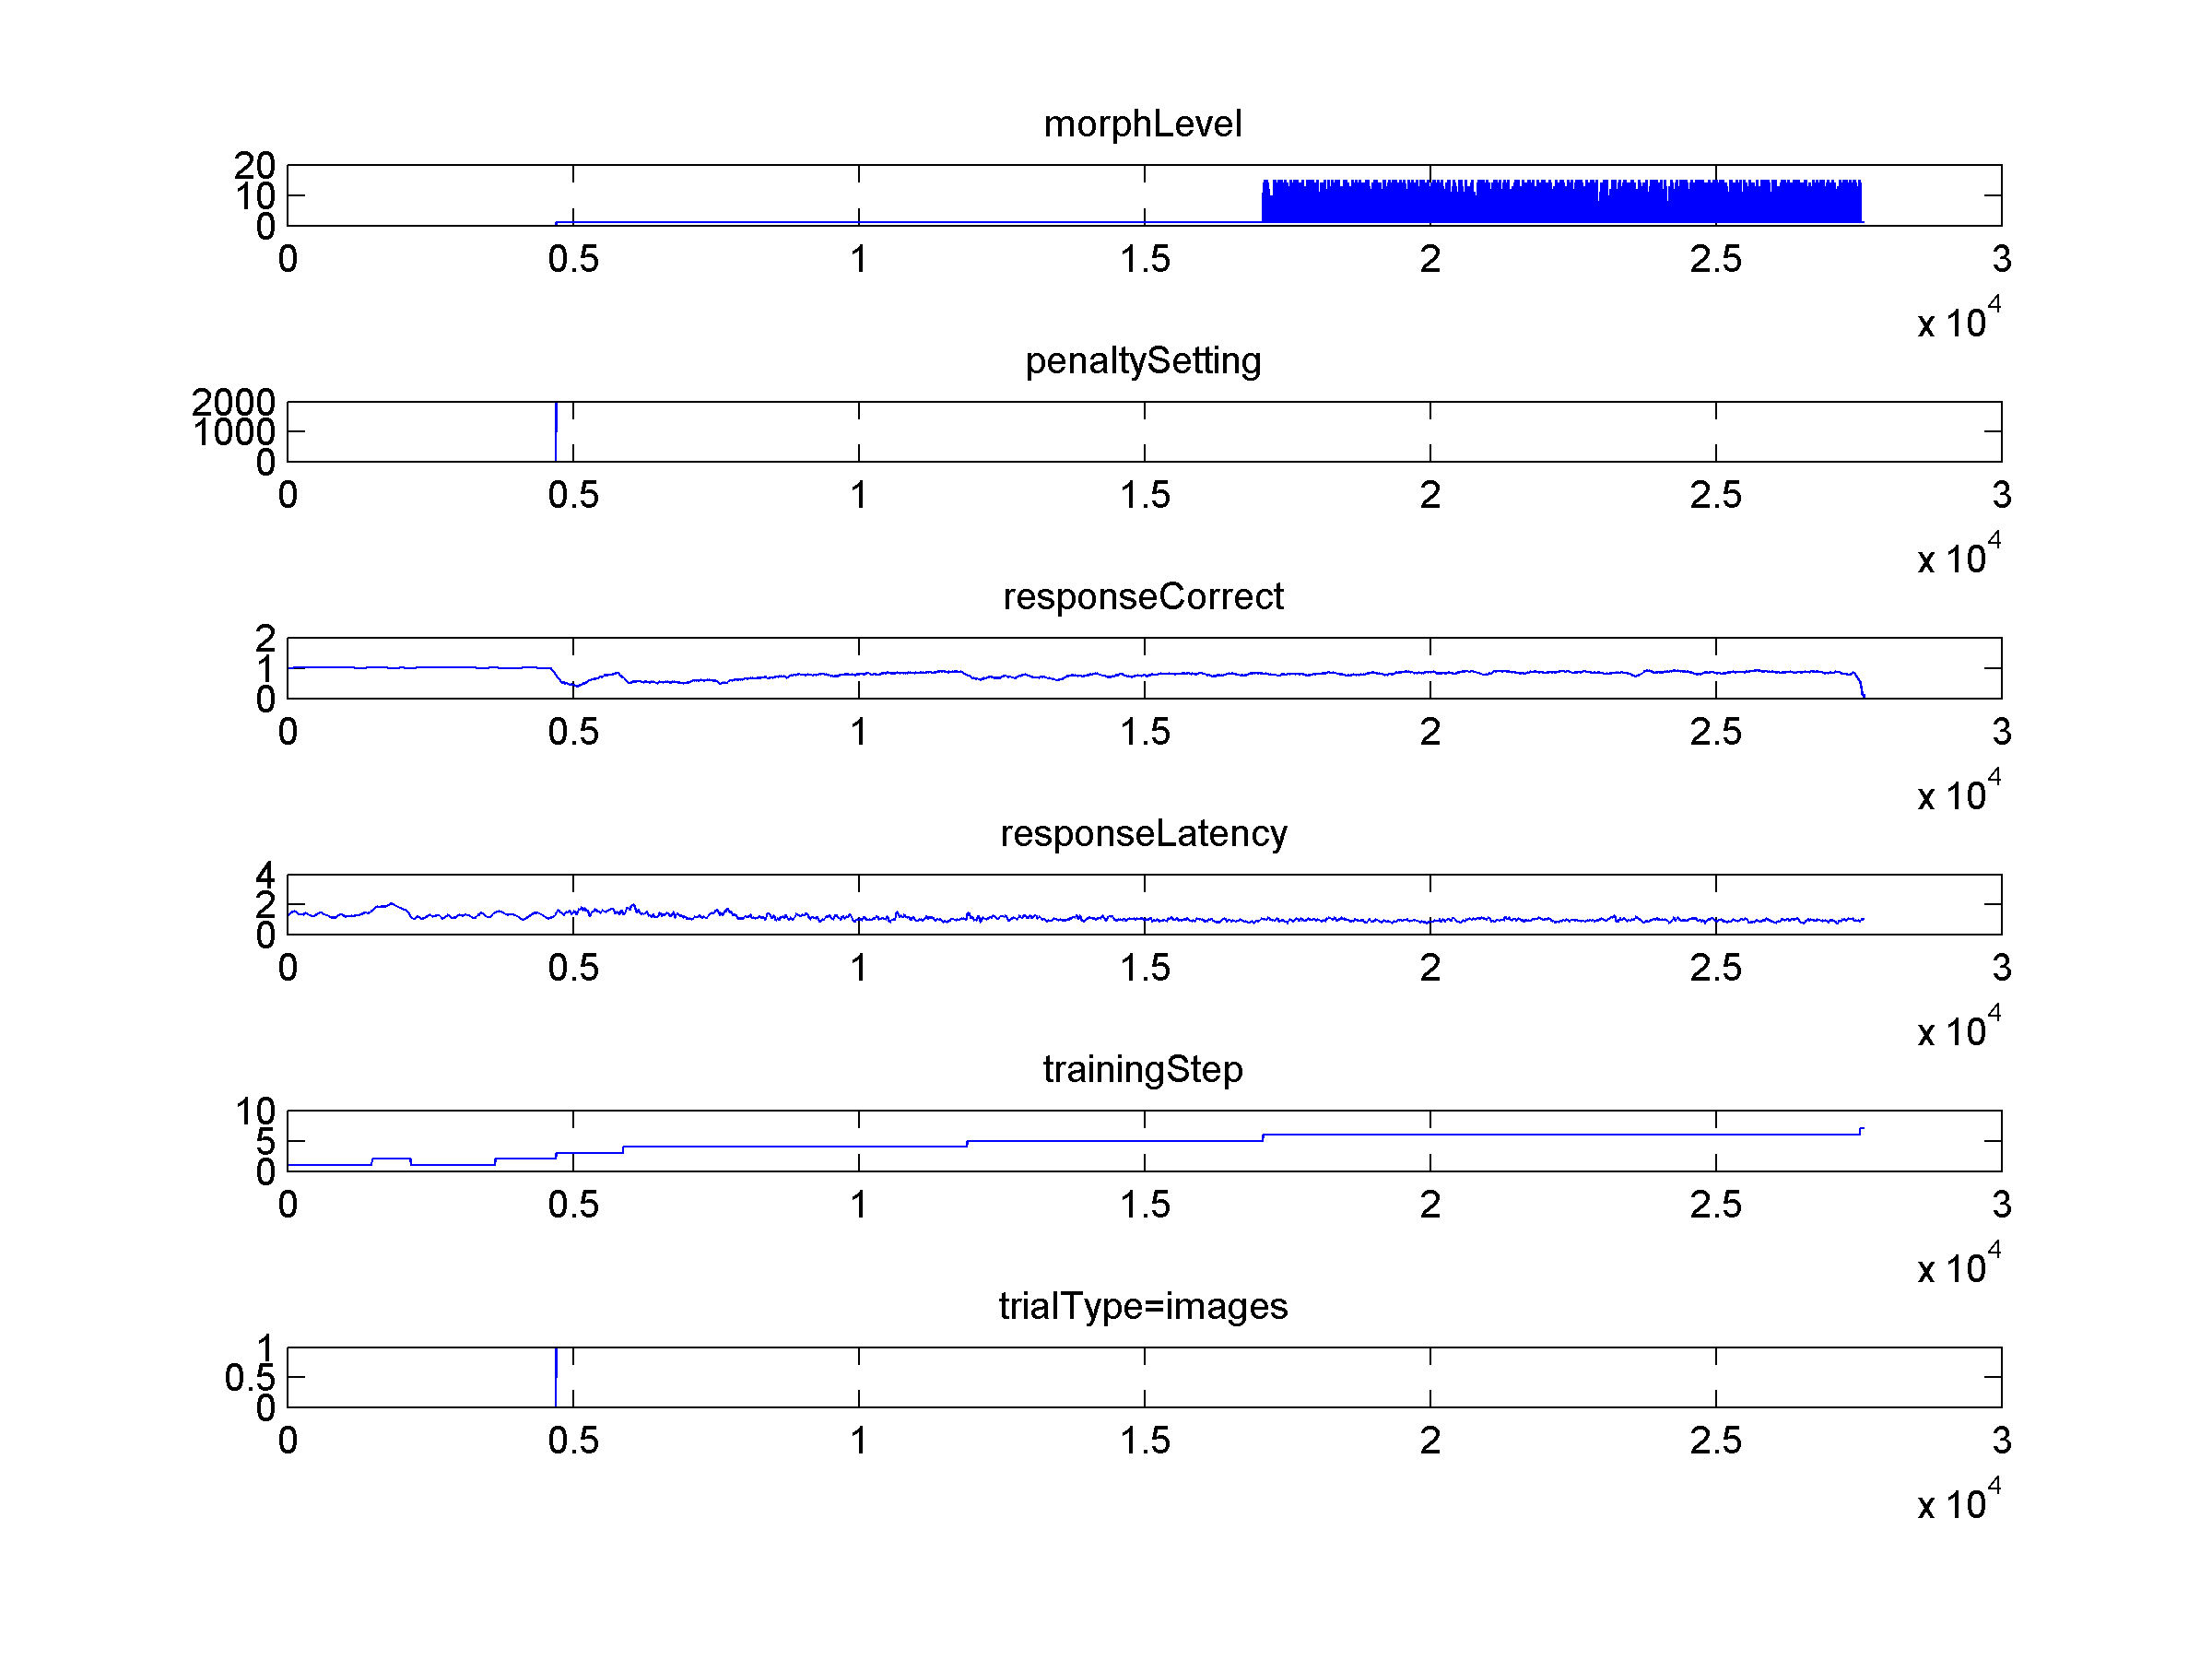 morphLevel
20
10
0
0 0.5 1 1.5 2 2.5 3
x 10^4
penaltySetting
2000
1000
0
0 0.5 1 1.5 2 2.5 3
x 10^4
responseCorrect
2
1
0
0 0.5 1 1.5 2 2.5 3
x 10^4
responseLatency
4
2
0
0 0.5 1 1.5 2 2.5 3
x 10^4
trainingStep
10
5
0
0 0.5 1 1.5 2 2.5 3
x 10^4
trialType=images
1
0.5
0
0 0.5 1 1.5 2 2.5 3
x 10^4